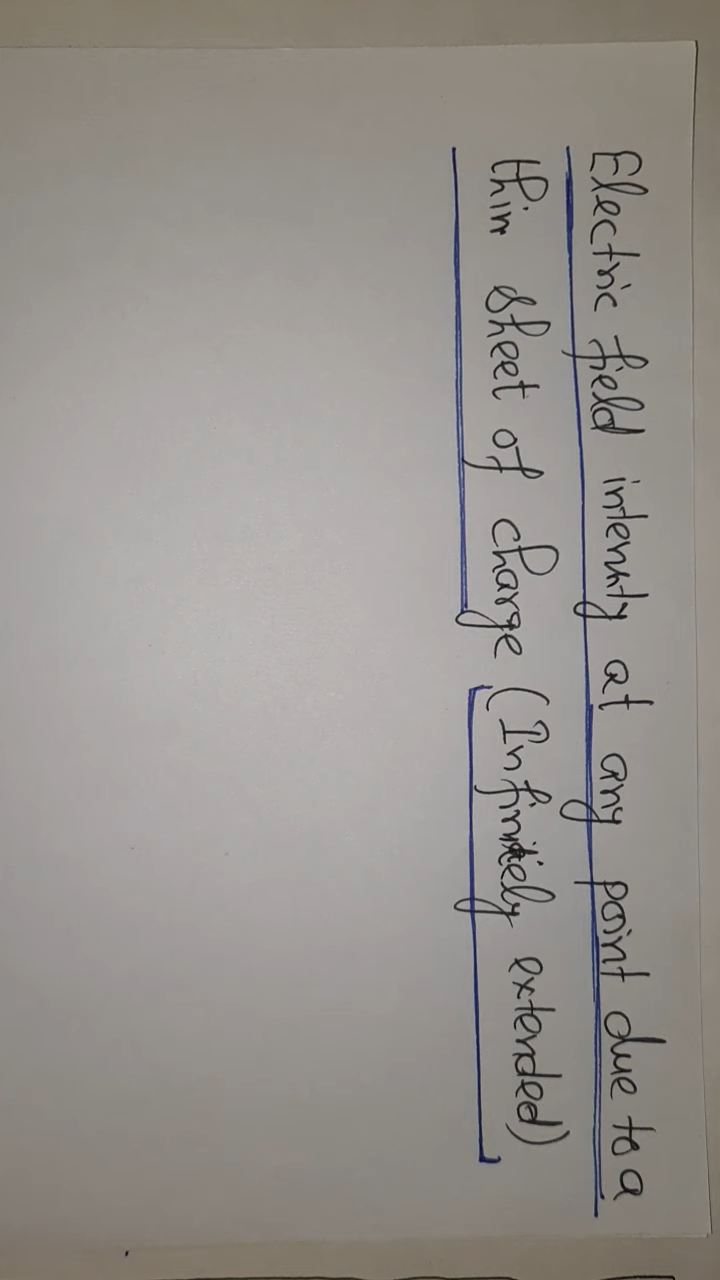 Electric field intensity at any point due to a
thin sheet of charge (Infinitely extended)